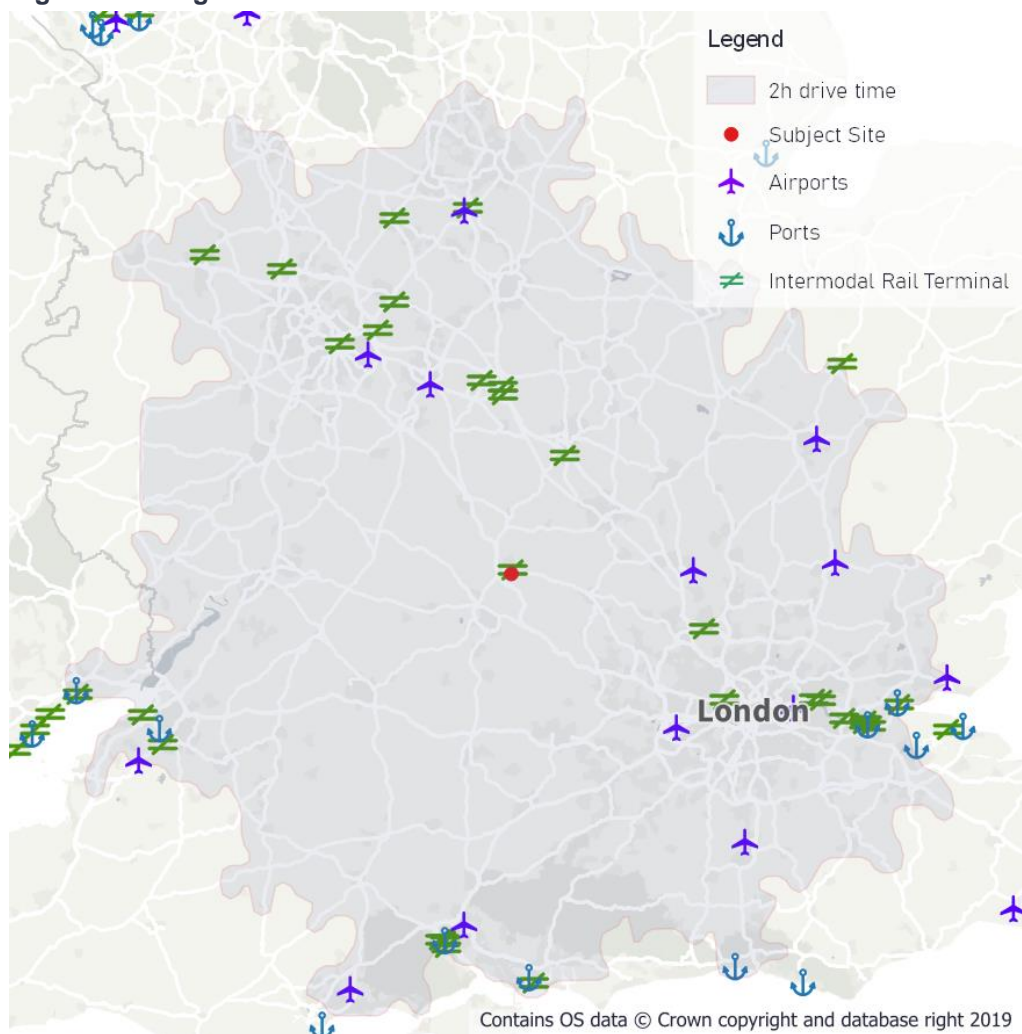 Legend
2h drive time
Subject Site
Airports
Ports
Intermodal Rail Terminal
London
Contains OS data © Crown copyright and database right 2019